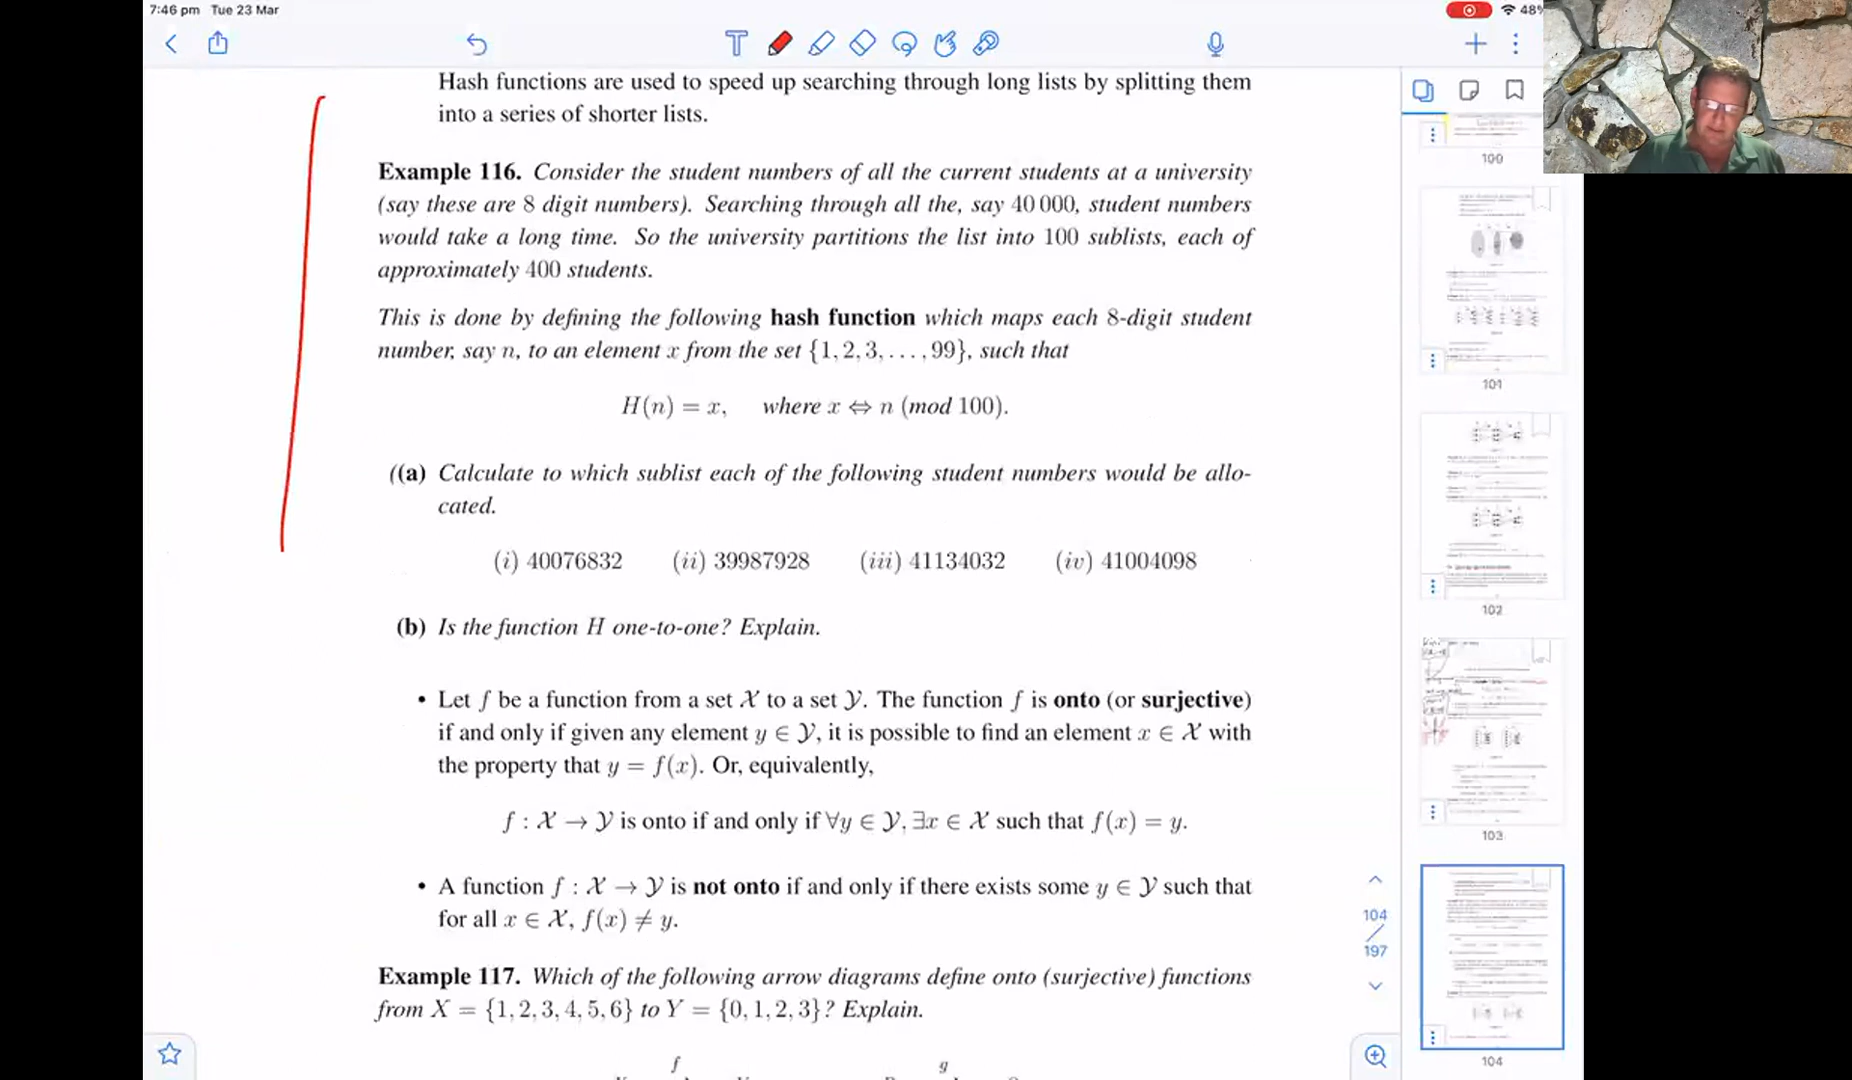 7:46 pm Tue 23 Mar
48%
Hash functions are used to speed up searching through long lists by splitting them
into a series of shorter lists.
Example 116. Consider the student numbers of all the current students at a university
(say these are 8 digit numbers). Searching through all the, say 40 000, student numbers
would take a long time. So the university partitions the list into 100 sublists, each of
approximately 400 students.
This is done by defining the following hash function which maps each 8-digit student
number, say n, to an element x from the set {1, 2, 3, . . . , 99}, such that
H(n) = x, where x ⇔ n (mod 100).
((a) Calculate to which sublist each of the following student numbers would be allo-
cated.
(i) 40076832 (ii) 39987928 (iii) 41134032 (iv) 41004098
(b) Is the function H one-to-one? Explain.
• Let f be a function from a set 𝒳 to a set 𝒴. The function f is onto (or surjective)
if and only if given any element y ∈ 𝒴, it is possible to find an element x ∈ 𝒳 with
the property that y = f(x). Or, equivalently,
f : 𝒳 → 𝒴 is onto if and only if ∀y ∈ 𝒴, ∃x ∈ 𝒳 such that f(x) = y.
• A function f : 𝒳 → 𝒴 is not onto if and only if there exists some y ∈ 𝒴 such that
for all x ∈ 𝒳, f(x) ≠ y.
Example 117. Which of the following arrow diagrams define onto (surjective) functions
from X = {1, 2, 3, 4, 5, 6} to Y = {0, 1, 2, 3}? Explain.
f g
104
197
100
101
102
103
104